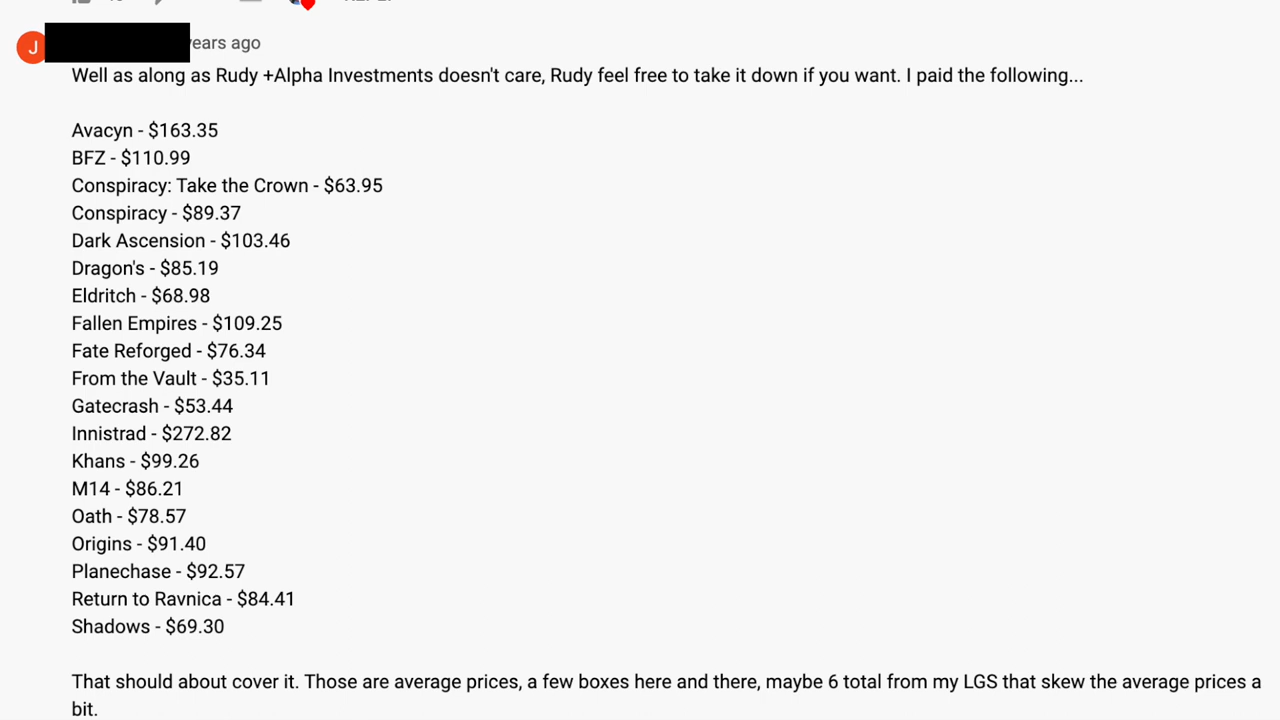 J
years ago
Well as along as Rudy +Alpha Investments doesn't care, Rudy feel free to take it down if you want. I paid the following...
Avacyn - $163.35
BFZ - $110.99
Conspiracy: Take the Crown - $63.95
Conspiracy - $89.37
Dark Ascension - $103.46
Dragon's - $85.19
Eldritch - $68.98
Fallen Empires - $109.25
Fate Reforged - $76.34
From the Vault - $35.11
Gatecrash - $53.44
Innistrad - $272.82
Khans - $99.26
M14 - $86.21
Oath - $78.57
Origins - $91.40
Planechase - $92.57
Return to Ravnica - $84.41
Shadows - $69.30
That should about cover it. Those are average prices, a few boxes here and there, maybe 6 total from my LGS that skew the average prices a
bit.